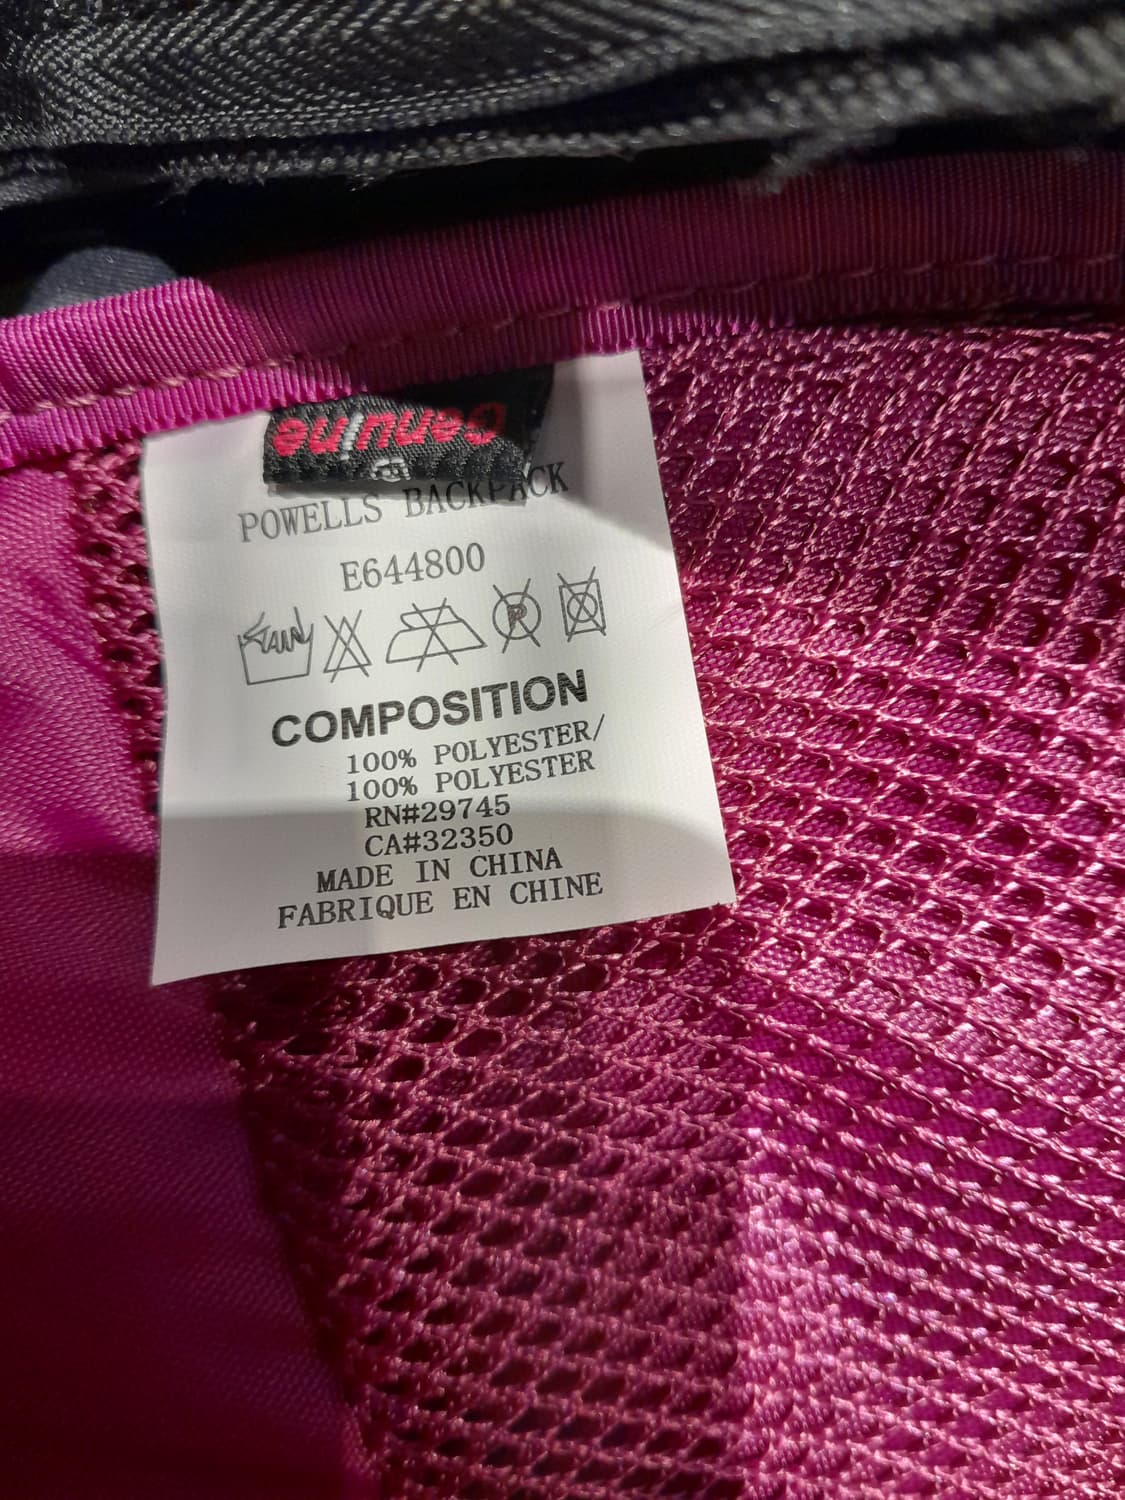 Genuine
POWELLS BACKPACK
E644800
P
COMPOSITION
100% POLYESTER/
100% POLYESTER
RN#29745
CA#32350
MADE IN CHINA
FABRIQUE EN CHINE